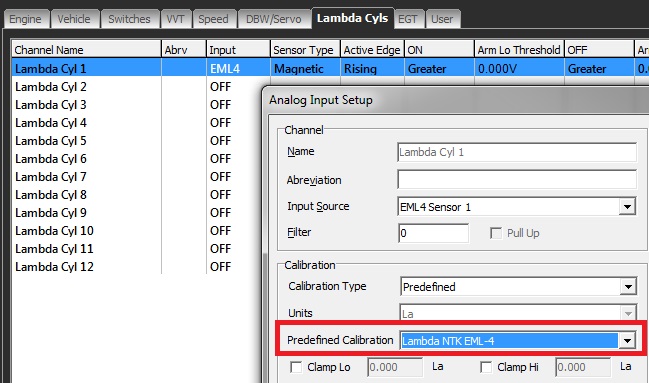 Engine Vehicle Switches VVT Speed DBW/Servo Lambda Cyls EGT User
Channel Name Abrv Input Sensor Type Active Edge ON Arm Lo Threshold OFF Ar
Lambda Cyl 1 EML4 Magnetic Rising Greater 0.000V Greater 0.0
Lambda Cyl 2 OFF
Lambda Cyl 3 OFF
Lambda Cyl 4 OFF
Lambda Cyl 5 OFF
Lambda Cyl 6 OFF
Lambda Cyl 7 OFF
Lambda Cyl 8 OFF
Lambda Cyl 9 OFF
Lambda Cyl 10 OFF
Lambda Cyl 11 OFF
Lambda Cyl 12 OFF
Analog Input Setup
Channel
Name Lambda Cyl 1
Abreviation
Input Source EML4 Sensor 1
Filter 0 Pull Up
Calibration
Calibration Type Predefined
Units La
Predefined Calibration Lambda NTK EML-4
Clamp Lo 0.000 La Clamp Hi 0.000 La